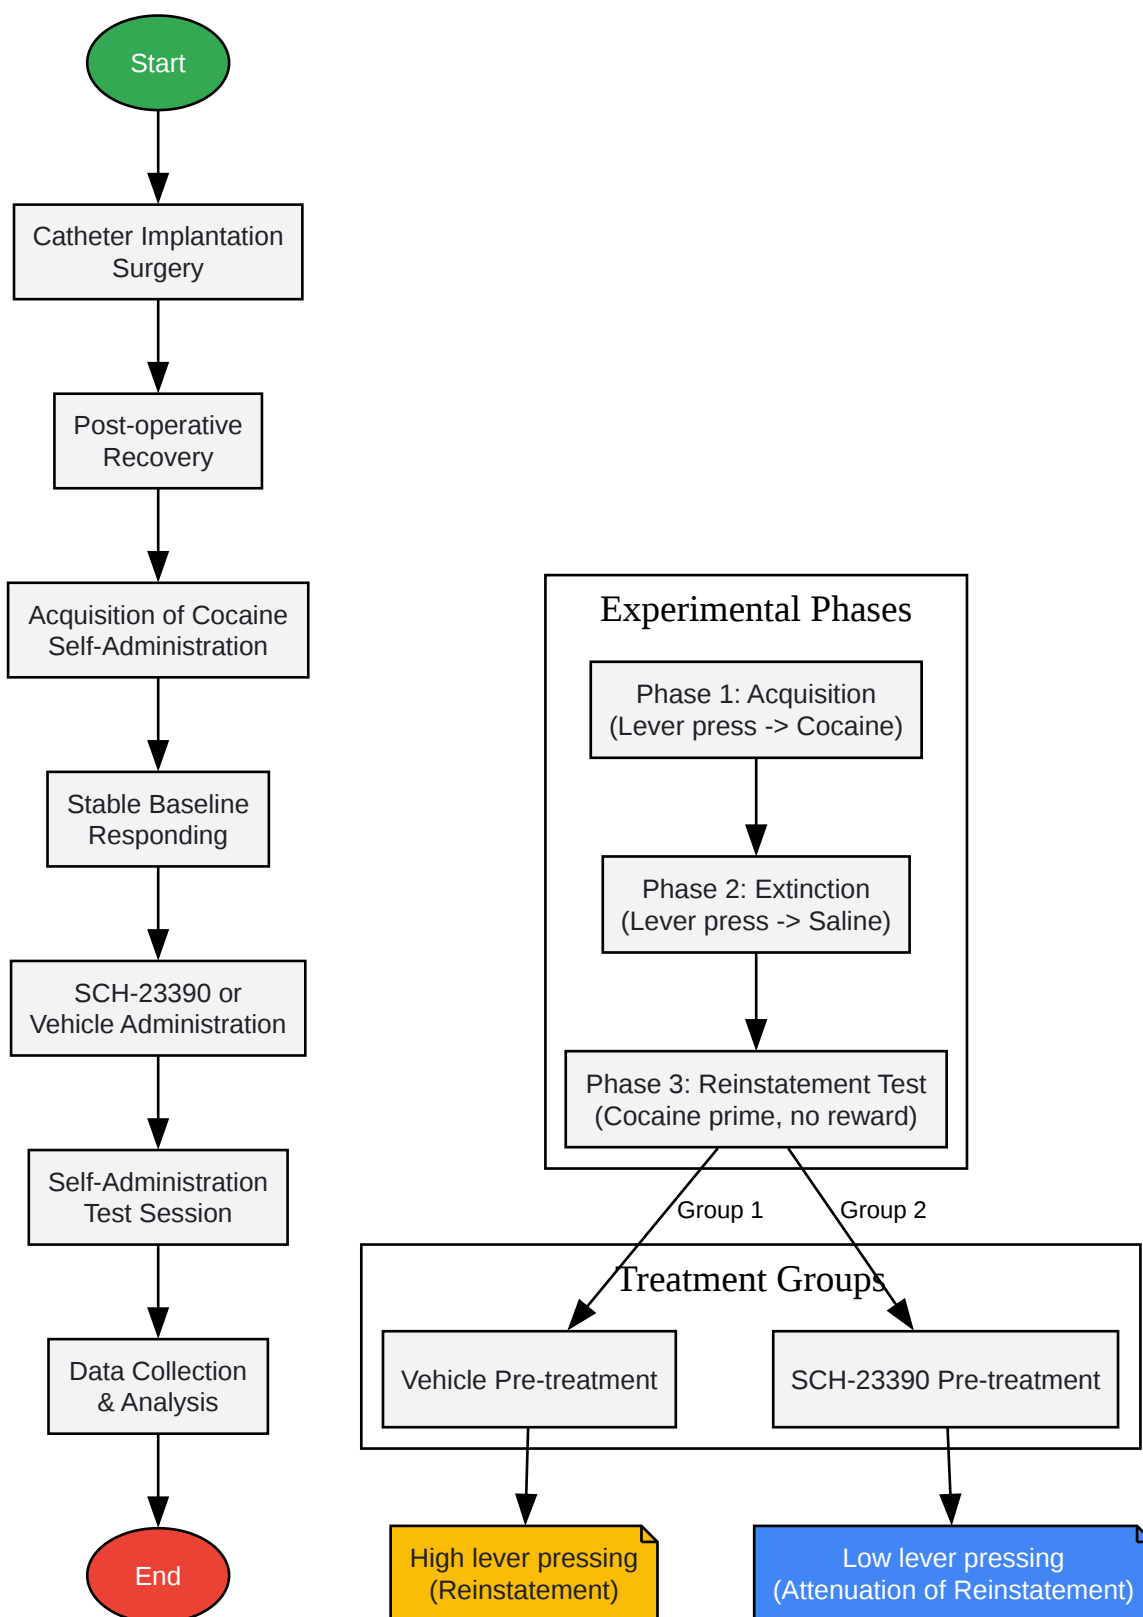 Start
Catheter Implantation
Surgery
Post-operative
Recovery
Acquisition of Cocaine
Self-Administration
Stable Baseline
Responding
SCH-23390 or
Vehicle Administration
Self-Administration
Test Session
Data Collection
& Analysis
End
Experimental Phases
Phase 1: Acquisition
(Lever press -> Cocaine)
Phase 2: Extinction
(Lever press -> Saline)
Phase 3: Reinstatement Test
(Cocaine prime, no reward)
Group 1
Group 2
Treatment Groups
Vehicle Pre-treatment
SCH-23390 Pre-treatment
High lever pressing
(Reinstatement)
Low lever pressing
(Attenuation of Reinstatement)